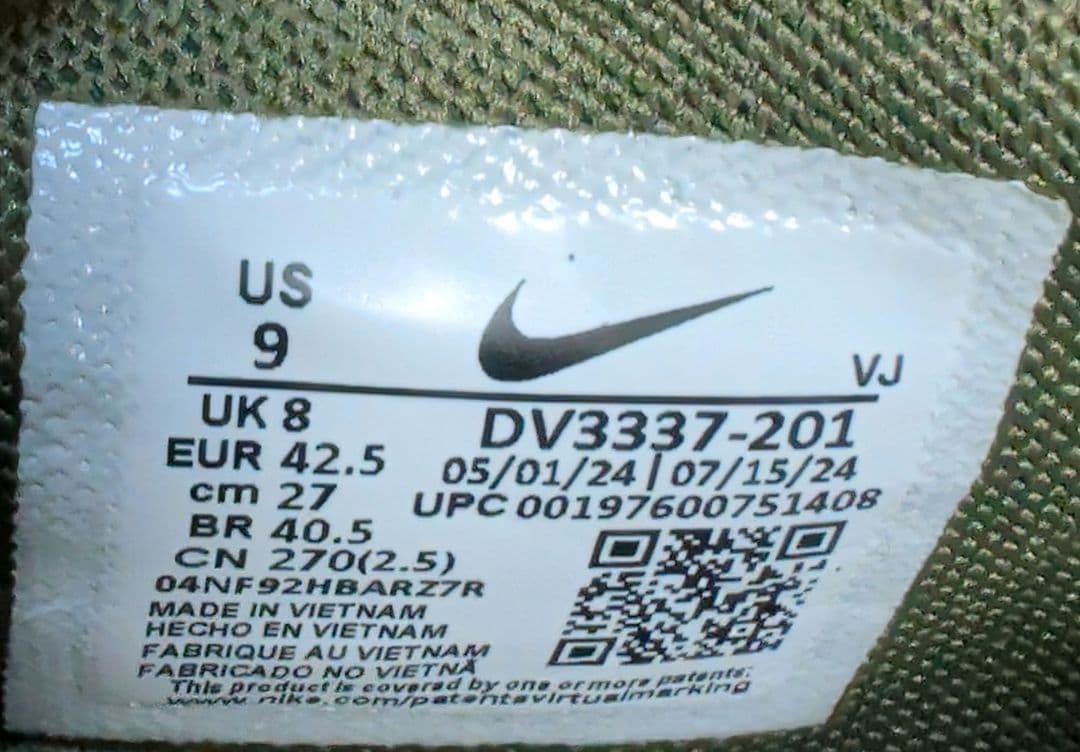 US
9
VJ
UK 8
DV3337-201
EUR 42.5
05/01/24 | 07/15/24
cm 27
UPC 00197600751408
BR 40.5
CN 270(2.5)
04NF92HBARZ7R
MADE IN VIETNAM
HECHO EN VIETNAM
FABRIQUE AU VIETNAM
FABRICADO NO VIETNÃ
This product is covered by one or more patents:
www.nike.com/patentsvirtualmarking